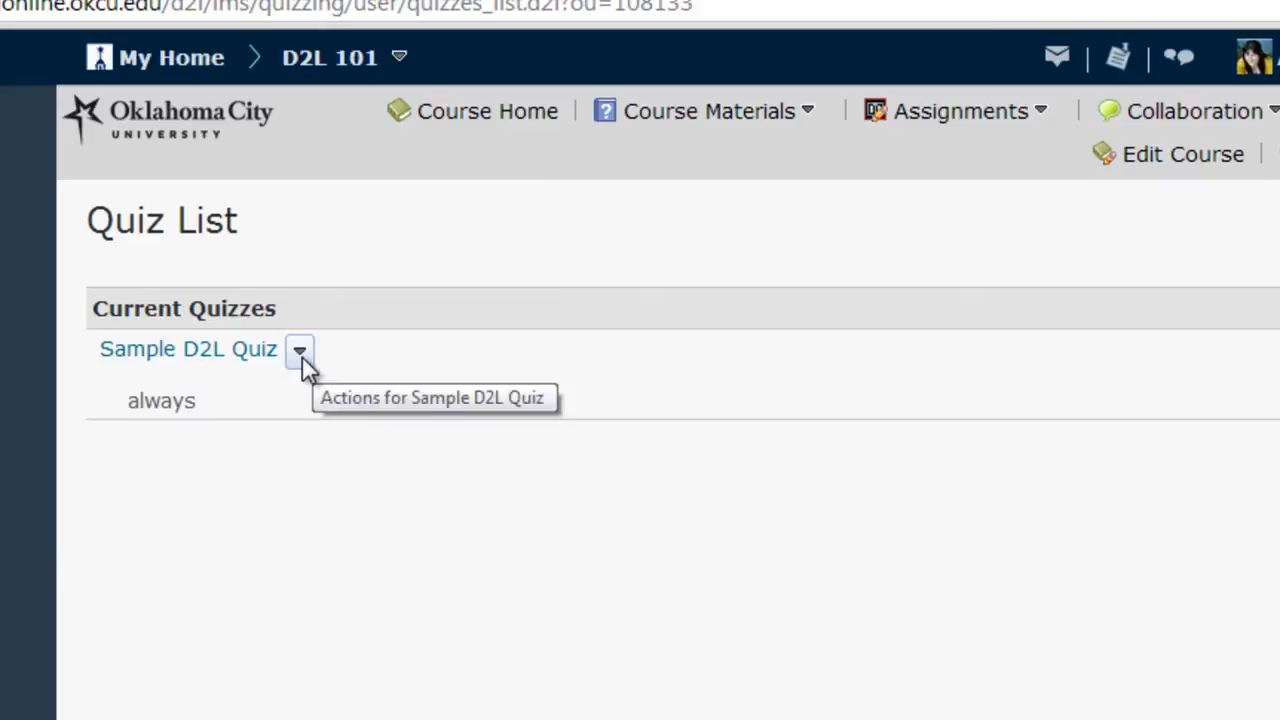 online.okcu.edu/d2l/lms/quizzing/user/quizzes_list.d2l?ou=108133
My Home D2L 101
Oklahoma City
UNIVERSITY
Course Home Course Materials Assignments Collaboration
Edit Course
Quiz List
Current Quizzes
Sample D2L Quiz
Actions for Sample D2L Quiz
always